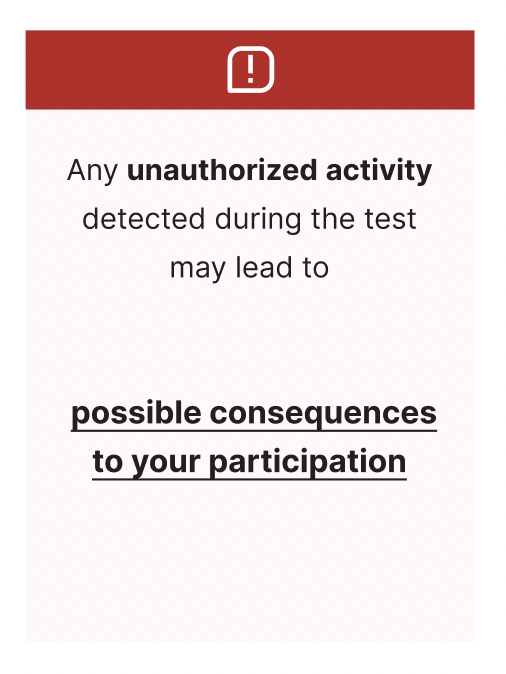 Any unauthorized activity
detected during the test
may lead to
possible consequences
to your participation